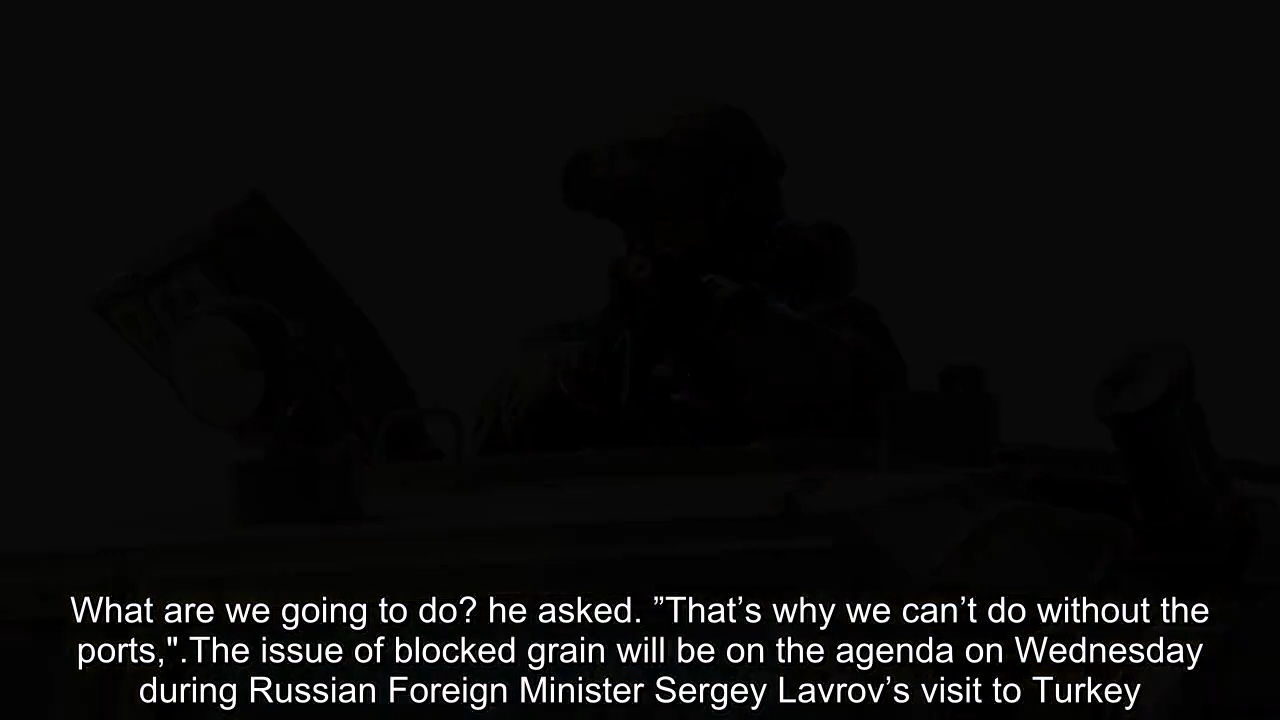 What are we going to do? he asked. ”That’s why we can’t do without the
ports,".The issue of blocked grain will be on the agenda on Wednesday
during Russian Foreign Minister Sergey Lavrov’s visit to Turkey